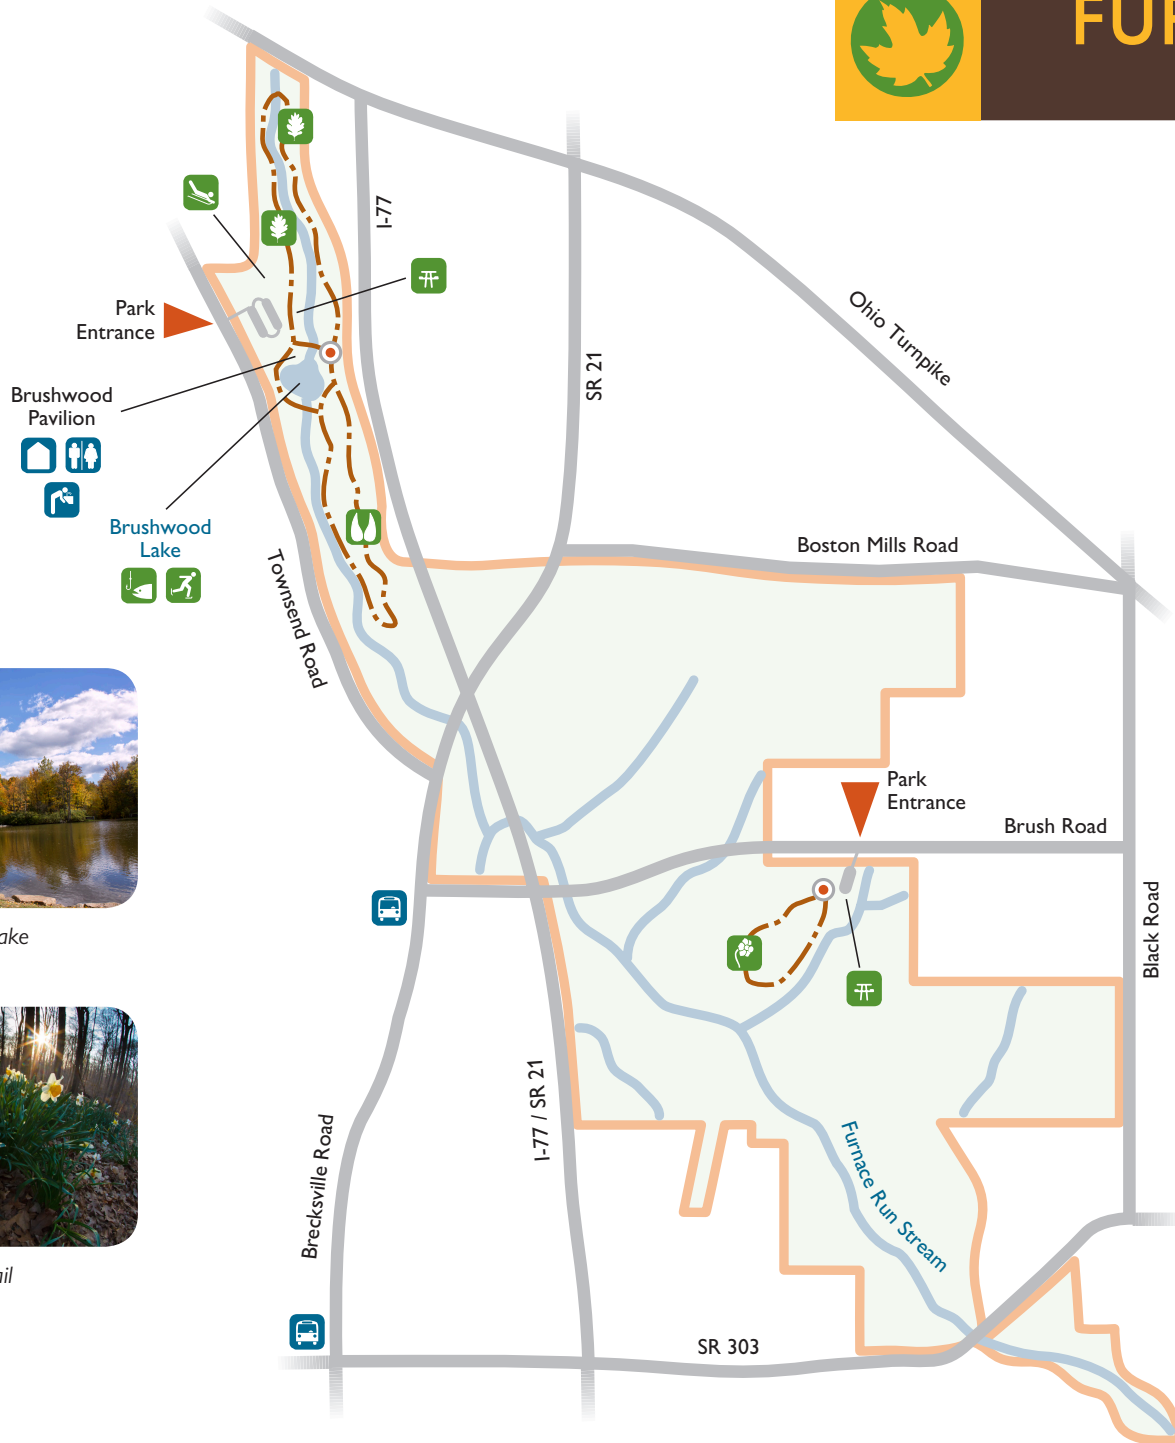 FUR
I-77
SR 21
Ohio Turnpike
Park
Entrance
Brushwood
Pavilion
Brushwood
Lake
Townsend Road
Boston Mills Road
Park
Entrance
Brush Road
Black Road
ake
I-77 / SR 21
Brecksville Road
Furnace Run Stream
ail
SR 303